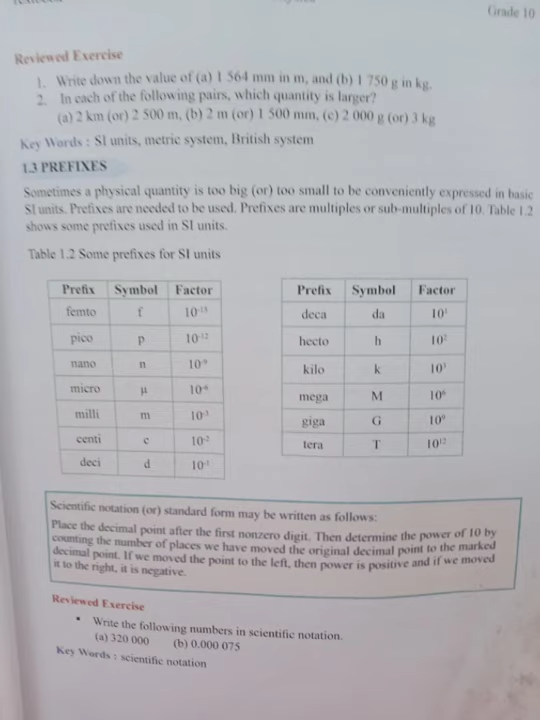 Grade 10
Reviewed Exercise
1. Write down the value of (a) 1 564 mm in m, and (b) 1 750 g in kg.
2. In each of the following pairs, which quantity is larger?
(a) 2 km (or) 2 500 m, (b) 2 m (or) 1 500 mm, (c) 2 000 g (or) 3 kg
Key Words : SI units, metric system, British system
1.3 PREFIXES
Sometimes a physical quantity is too big (or) too small to be conveniently expressed in basic
SI units. Prefixes are needed to be used. Prefixes are multiples or sub-multiples of 10. Table 1.2
shows some prefixes used in SI units.
Table 1.2 Some prefixes for SI units
Prefix Symbol Factor
femto f 10⁻¹⁵
pico p 10⁻¹²
nano n 10⁻⁹
micro µ 10⁻⁶
milli m 10⁻³
centi c 10⁻²
deci d 10⁻¹
Prefix Symbol Factor
deca da 10¹
hecto h 10²
kilo k 10³
mega M 10⁶
giga G 10⁹
tera T 10¹²
Scientific notation (or) standard form may be written as follows:
Place the decimal point after the first nonzero digit. Then determine the power of 10 by
counting the number of places we have moved the original decimal point to the marked
decimal point. If we moved the point to the left, then power is positive and if we moved
it to the right, it is negative.
Reviewed Exercise
• Write the following numbers in scientific notation.
(a) 320 000 (b) 0.000 075
Key Words : scientific notation